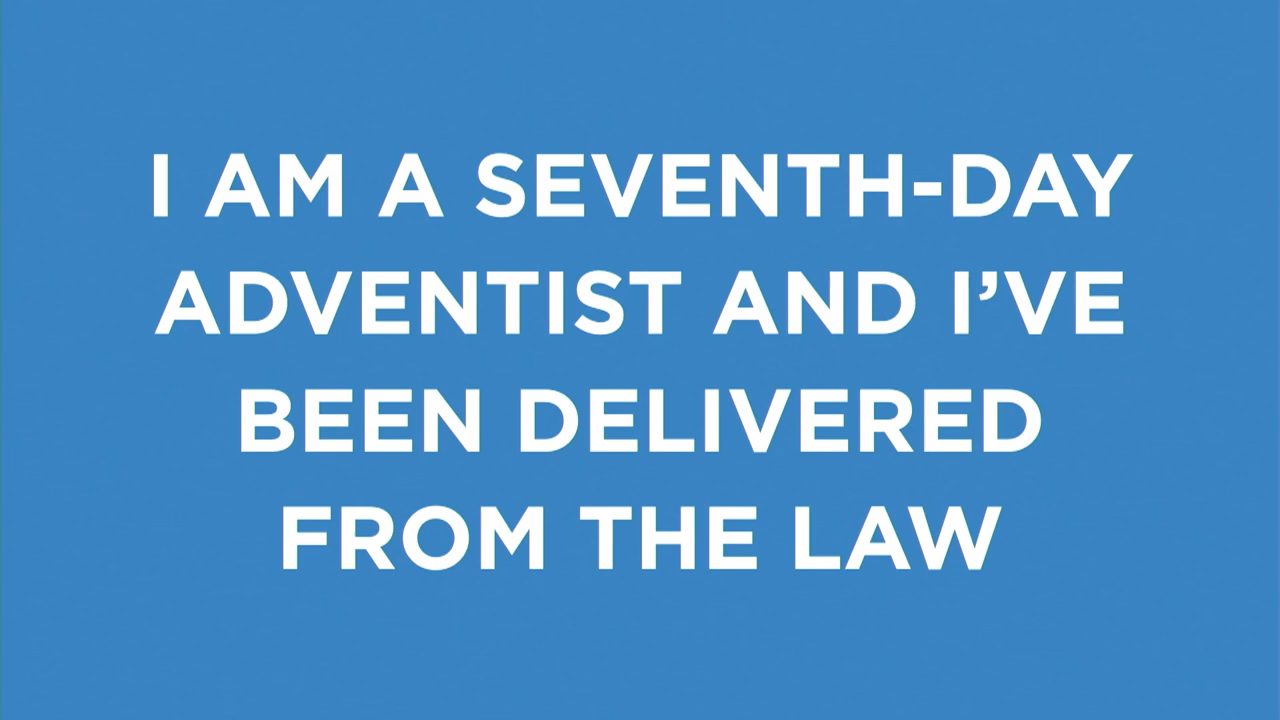 I AM A SEVENTH-DAY
ADVENTIST AND I’VE
BEEN DELIVERED
FROM THE LAW